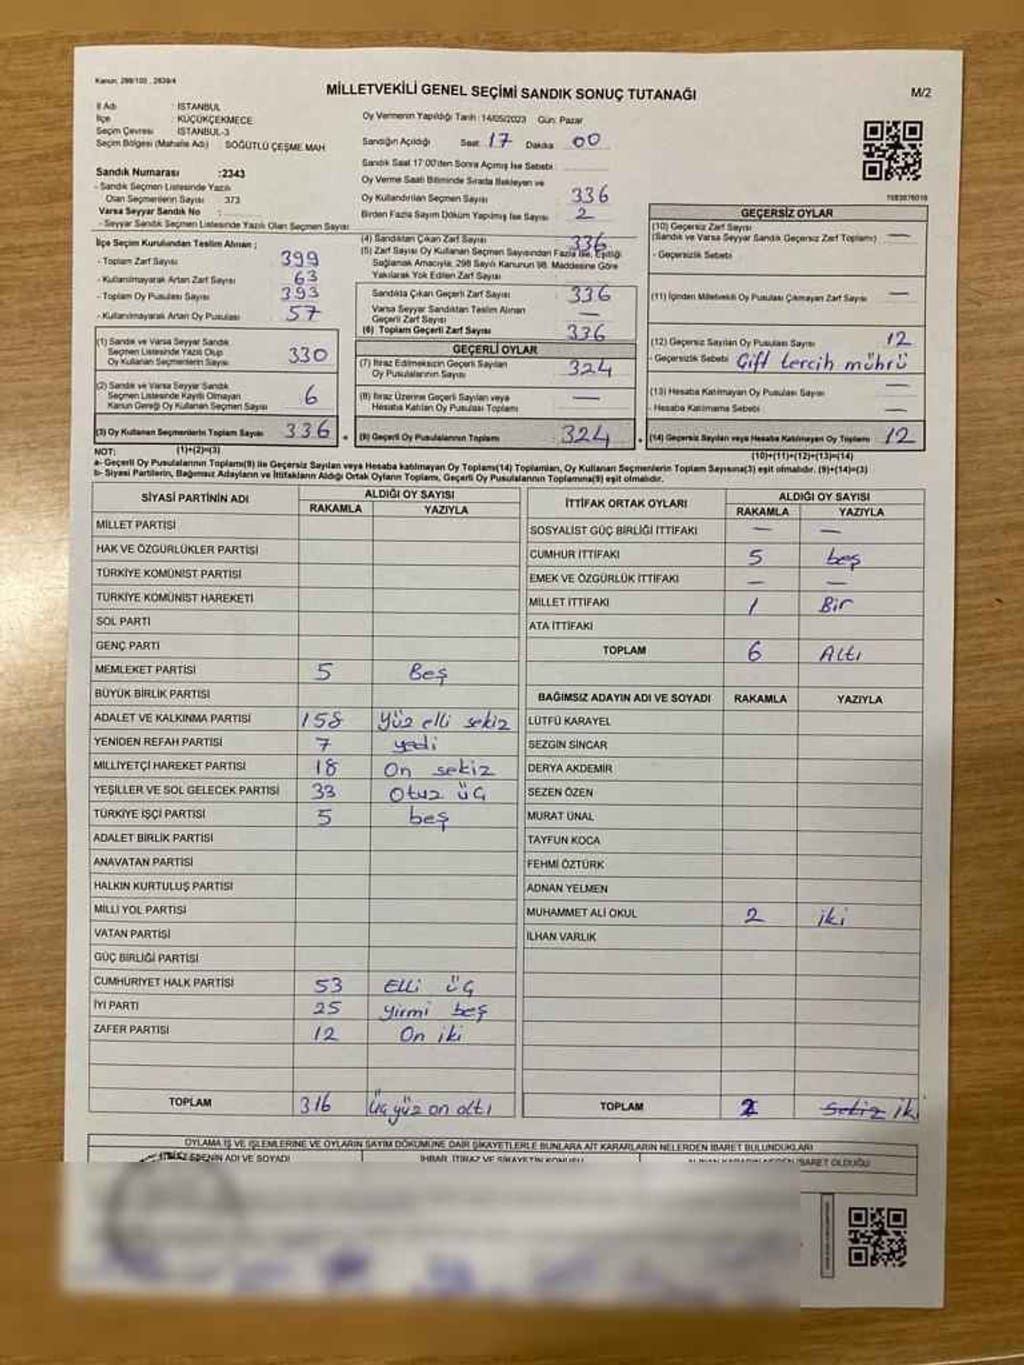 Kanun: 298/105 , 2839/4
MİLLETVEKİLİ GENEL SEÇİMİ SANDIK SONUÇ TUTANAĞI
M/2
İl Adı : İSTANBUL
İlçe : KÜÇÜKÇEKMECE
Seçim Çevresi İSTANBUL-3
Seçim Bölgesi (Mahalle Adı) SÖĞÜTLÜ ÇEŞME MAH
Sandık Numarası :2343
- Sandık Seçmen Listesinde Yazılı
Olan Seçmenlerin Sayısı 373
Varsa Seyyar Sandık No :
- Seyyar Sandık Seçmen Listesinde Yazılı Olan Seçmen Sayısı
Oy Vermenin Yapıldığı Tarih :14/05/2023 Gün: Pazar
Sandığın Açıldığı Saat 17 Dakika 00
Sandık Saat 17:00'den Sonra Açılmış İse Sebebi :
Oy Verme Saati Bitiminde Sırada Bekleyen ve
Oy Kullandırılan Seçmen Sayısı 336
Birden Fazla Sayım Döküm Yapılmış İse Sayısı 2
İlçe Seçim Kurulundan Teslim Alınan ;
- Toplam Zarf Sayısı 399
- Kullanılmayarak Artan Zarf Sayısı 63
- Toplam Oy Pusulası Sayısı 393
- Kullanılmayarak Artan Oy Pusulası 57
(1) Sandık ve Varsa Seyyar Sandık
Seçmen Listesinde Yazılı Olup
Oy Kullanan Seçmenlerin Sayısı 330
(2) Sandık ve Varsa Seyyar Sandık
Seçmen Listesinde Kayıtlı Olmayan
Kanun Gereği Oy Kullanan Seçmen Sayısı 6
(3) Oy Kullanan Seçmenlerin Toplam Sayısı 336
(1)+(2)=(3)
(4) Sandıktan Çıkan Zarf Sayısı 336
(5) Zarf Sayısı Oy Kullanan Seçmen Sayısından Fazla İse, Eşitliği
Sağlamak Amacıyla, 298 Sayılı Kanunun 98. Maddesine Göre
Yakılarak Yok Edilen Zarf Sayısı
Sandıkta Çıkan Geçerli Zarf Sayısı 336
Varsa Seyyar Sandıktan Teslim Alınan
Geçerli Zarf Sayısı —
(6) Toplam Geçerli Zarf Sayısı 336
GEÇERLİ OYLAR
(7) İtiraz Edilmeksizin Geçerli Sayılan
Oy Pusulalarının Sayısı 324
(8) İtiraz Üzerine Geçerli Sayılan veya
Hesaba Katılan Oy Pusulası Toplamı —
(9) Geçerli Oy Pusulalarının Toplamı 324
GEÇERSİZ OYLAR
(10) Geçersiz Zarf Sayısı
(Sandık ve Varsa Seyyar Sandık Geçersiz Zarf Toplamı) —
- Geçersizlik Sebebi
(11) İçinden Milletvekili Oy Pusulası Çıkmayan Zarf Sayısı —
(12) Geçersiz Sayılan Oy Pusulası Sayısı 12
- Geçersizlik Sebebi Çift tercih mührü
(13) Hesaba Katılmayan Oy Pusulası Sayısı —
- Hesaba Katılmama Sebebi —
(14) Geçersiz Sayılan veya Hesaba Katılmayan Oy Toplamı 12
(10)+(11)+(12)+(13)=(14)
NOT:
a- Geçerli Oy Pusulalarının Toplamı(9) ile Geçersiz Sayılan veya Hesaba katılmayan Oy Toplamı(14) Toplamları, Oy Kullanan Seçmenlerin Toplam Sayısına(3) eşit olmalıdır. (9)+(14)=(3)
b- Siyasi Partilerin, Bağımsız Adayların ve İttifakların Aldığı Ortak Oyların Toplamı, Geçerli Oy Pusulalarının Toplamına(9) eşit olmalıdır.
SİYASİ PARTİNİN ADI
ALDIĞI OY SAYISI
RAKAMLA YAZIYLA
MİLLET PARTİSİ
HAK VE ÖZGÜRLÜKLER PARTİSİ
TÜRKİYE KOMÜNİST PARTİSİ
TÜRKİYE KOMÜNİST HAREKETİ
SOL PARTİ
GENÇ PARTİ
MEMLEKET PARTİSİ 5 Beş
BÜYÜK BİRLİK PARTİSİ
ADALET VE KALKINMA PARTİSİ 158 Yüz elli sekiz
YENİDEN REFAH PARTİSİ 7 yedi
MİLLİYETÇİ HAREKET PARTİSİ 18 On sekiz
YEŞİLLER VE SOL GELECEK PARTİSİ 33 Otuz üç
TÜRKİYE İŞÇİ PARTİSİ 5 beş
ADALET BİRLİK PARTİSİ
ANAVATAN PARTİSİ
HALKIN KURTULUŞ PARTİSİ
MİLLİ YOL PARTİSİ
VATAN PARTİSİ
GÜÇ BİRLİĞİ PARTİSİ
CUMHURİYET HALK PARTİSİ 53 Elli üç
İYİ PARTİ 25 yirmi beş
ZAFER PARTİSİ 12 On iki
TOPLAM 316 Üç yüz on altı
İTTİFAK ORTAK OYLARI
ALDIĞI OY SAYISI
RAKAMLA YAZIYLA
SOSYALİST GÜÇ BİRLİĞİ İTTİFAKI — —
CUMHUR İTTİFAKI 5 beş
EMEK VE ÖZGÜRLÜK İTTİFAKI — —
MİLLET İTTİFAKI 1 Bir
ATA İTTİFAKI
TOPLAM 6 Altı
BAĞIMSIZ ADAYIN ADI VE SOYADI RAKAMLA YAZIYLA
LÜTFÜ KARAYEL
SEZGİN SİNCAR
DERYA AKDEMİR
SEZEN ÖZEN
MURAT ÜNAL
TAYFUN KOCA
FEHMİ ÖZTÜRK
ADNAN YELMEN
MUHAMMET ALİ OKUL 2 iki
İLHAN VARLIK
TOPLAM 2 sekiz iki
OYLAMA İŞ VE İŞLEMLERİNE VE OYLARIN SAYIM DÖKÜMÜNE DAİR ŞİKAYETLERLE BUNLARA AİT KARARLARIN NELERDEN İBARET BULUNDUKLARI
EDENİN ADI VE SOYADI İHBAR, İTİRAZ VE ŞİKAYETİN KONUSU ALINAN KARARIN NEDEN İBARET OLDUĞU